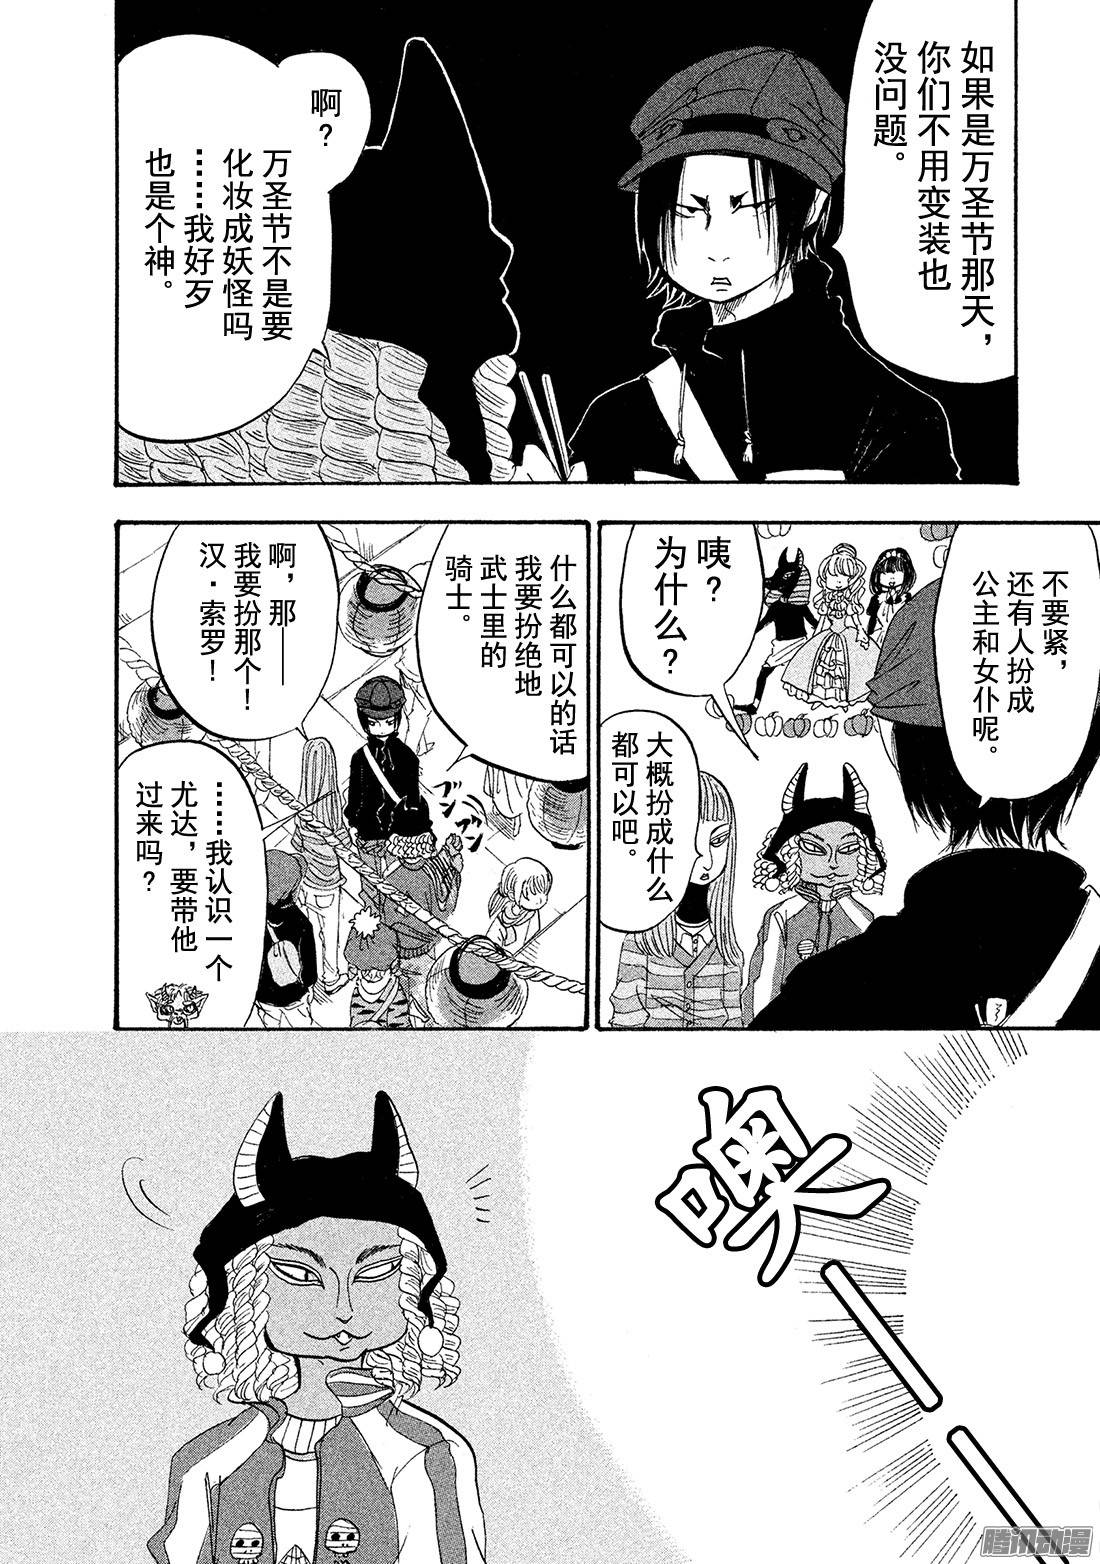 如果是万圣节那天，
你们不用变装也
没问题。
啊？
万圣节不是要
化妆成妖怪吗
……我好歹
也是个神。
不要紧，
还有人扮成
公主和女仆呢。
咦？
为什么？
大概扮成什么
都可以吧。
什么都可以的话
我要扮绝地
武士里的
骑士。
啊，那——
我要扮那个！
汉·索罗！
ブンブン
……我认识一个
尤达，要带他
过来吗？
噢——
腾讯动漫